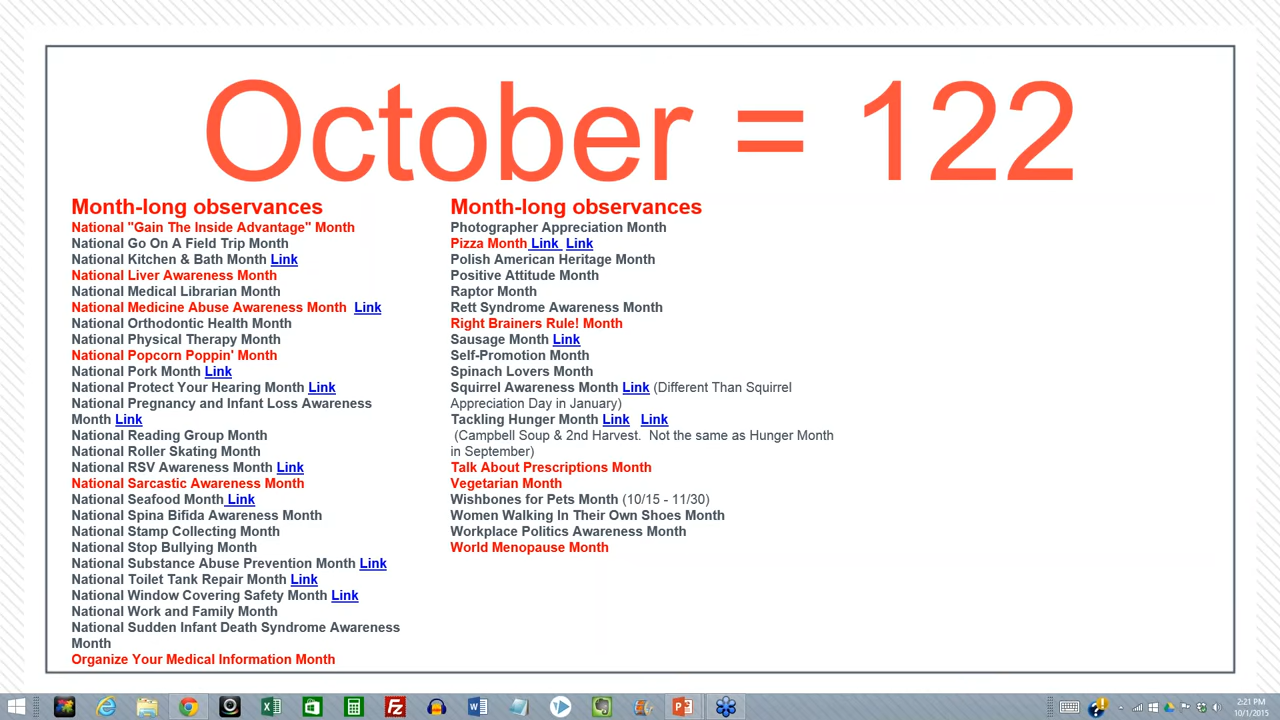 October = 122
Month-long observances
National "Gain The Inside Advantage" Month
National Go On A Field Trip Month
National Kitchen & Bath Month Link
National Liver Awareness Month
National Medical Librarian Month
National Medicine Abuse Awareness Month Link
National Orthodontic Health Month
National Physical Therapy Month
National Popcorn Poppin' Month
National Pork Month Link
National Protect Your Hearing Month Link
National Pregnancy and Infant Loss Awareness
Month Link
National Reading Group Month
National Roller Skating Month
National RSV Awareness Month Link
National Sarcastic Awareness Month
National Seafood Month Link
National Spina Bifida Awareness Month
National Stamp Collecting Month
National Stop Bullying Month
National Substance Abuse Prevention Month Link
National Toilet Tank Repair Month Link
National Window Covering Safety Month Link
National Work and Family Month
National Sudden Infant Death Syndrome Awareness
Month
Organize Your Medical Information Month
Month-long observances
Photographer Appreciation Month
Pizza Month Link Link
Polish American Heritage Month
Positive Attitude Month
Raptor Month
Rett Syndrome Awareness Month
Right Brainers Rule! Month
Sausage Month Link
Self-Promotion Month
Spinach Lovers Month
Squirrel Awareness Month Link (Different Than Squirrel
Appreciation Day in January)
Tackling Hunger Month Link Link
(Campbell Soup & 2nd Harvest. Not the same as Hunger Month
in September)
Talk About Prescriptions Month
Vegetarian Month
Wishbones for Pets Month (10/15 - 11/30)
Women Walking In Their Own Shoes Month
Workplace Politics Awareness Month
World Menopause Month
2:21 PM
10/1/2015